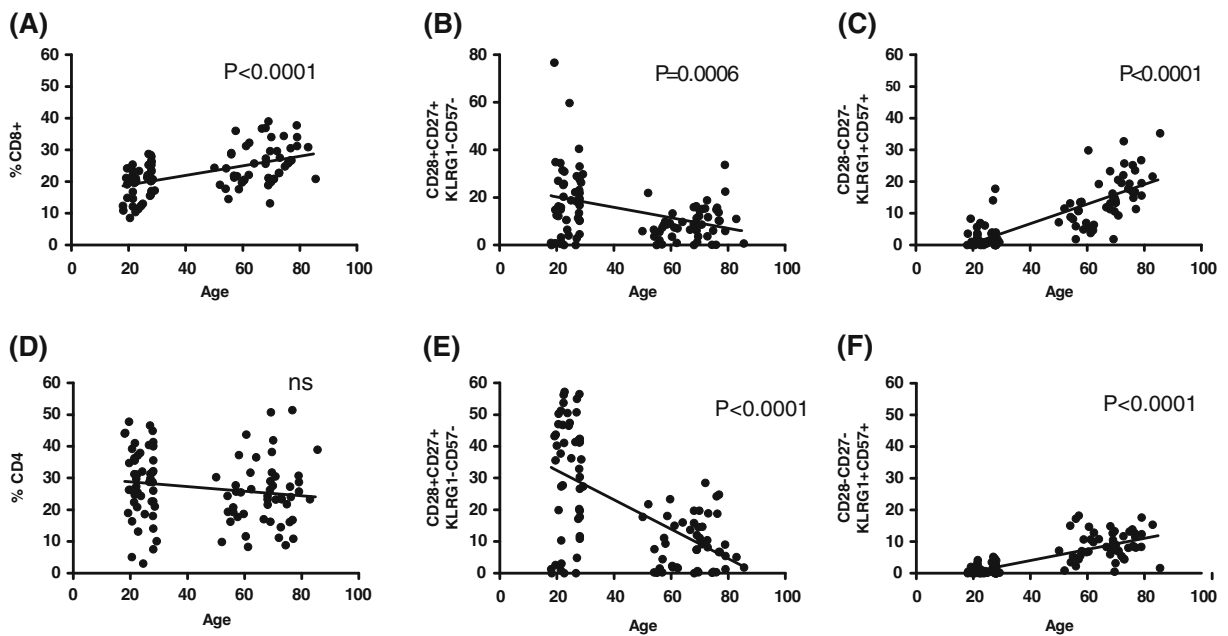 (A)
% CD8+
60
50
40
30
20
10
0
P<0.0001
0 20 40 60 80 100
Age
(B)
CD28+CD27+
KLRG1-CD57-
80
60
40
20
0
P=0.0006
0 20 40 60 80 100
Age
(C)
CD28-CD27-
KLRG1+CD57+
60
50
40
30
20
10
0
P<0.0001
0 20 40 60 80 100
Age
(D)
% CD4
60
50
40
30
20
10
0
ns
0 20 40 60 80 100
Age
(E)
CD28+CD27+
KLRG1-CD57-
60
50
40
30
20
10
0
P<0.0001
0 20 40 60 80 100
Age
(F)
CD28-CD27-
KLRG1+CD57+
60
50
40
30
20
10
0
P<0.0001
0 20 40 60 80 100
Age